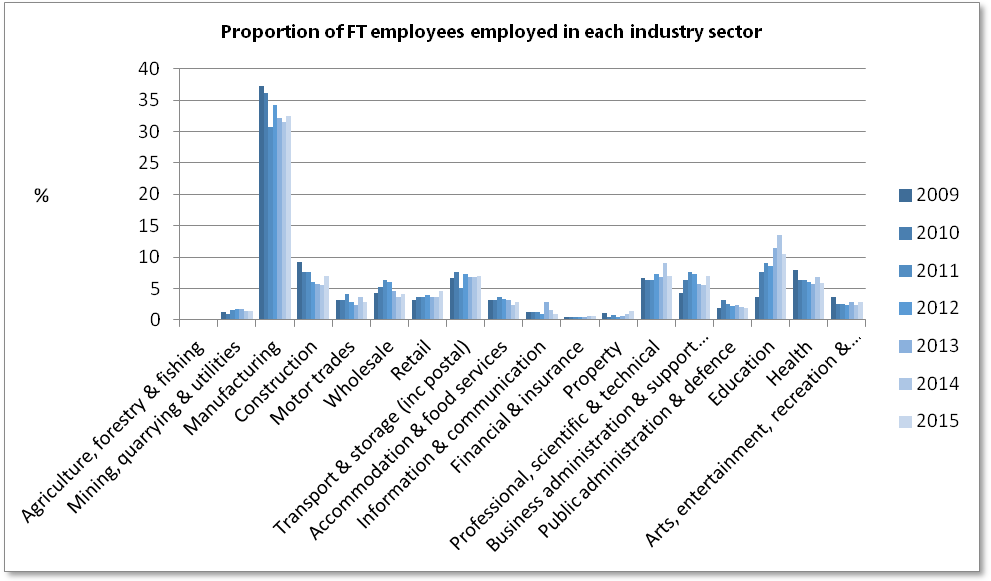 Proportion of FT employees employed in each industry sector
%
40
35
30
25
20
15
10
5
0
Agriculture, forestry & fishing
Mining, quarrying & utilities
Manufacturing
Construction
Motor trades
Wholesale
Retail
Transport & storage (inc postal)
Accommodation & food services
Information & communication
Financial & insurance
Property
Professional, scientific & technical
Business administration & support...
Public administration & defence
Education
Health
Arts, entertainment, recreation &...
2009
2010
2011
2012
2013
2014
2015